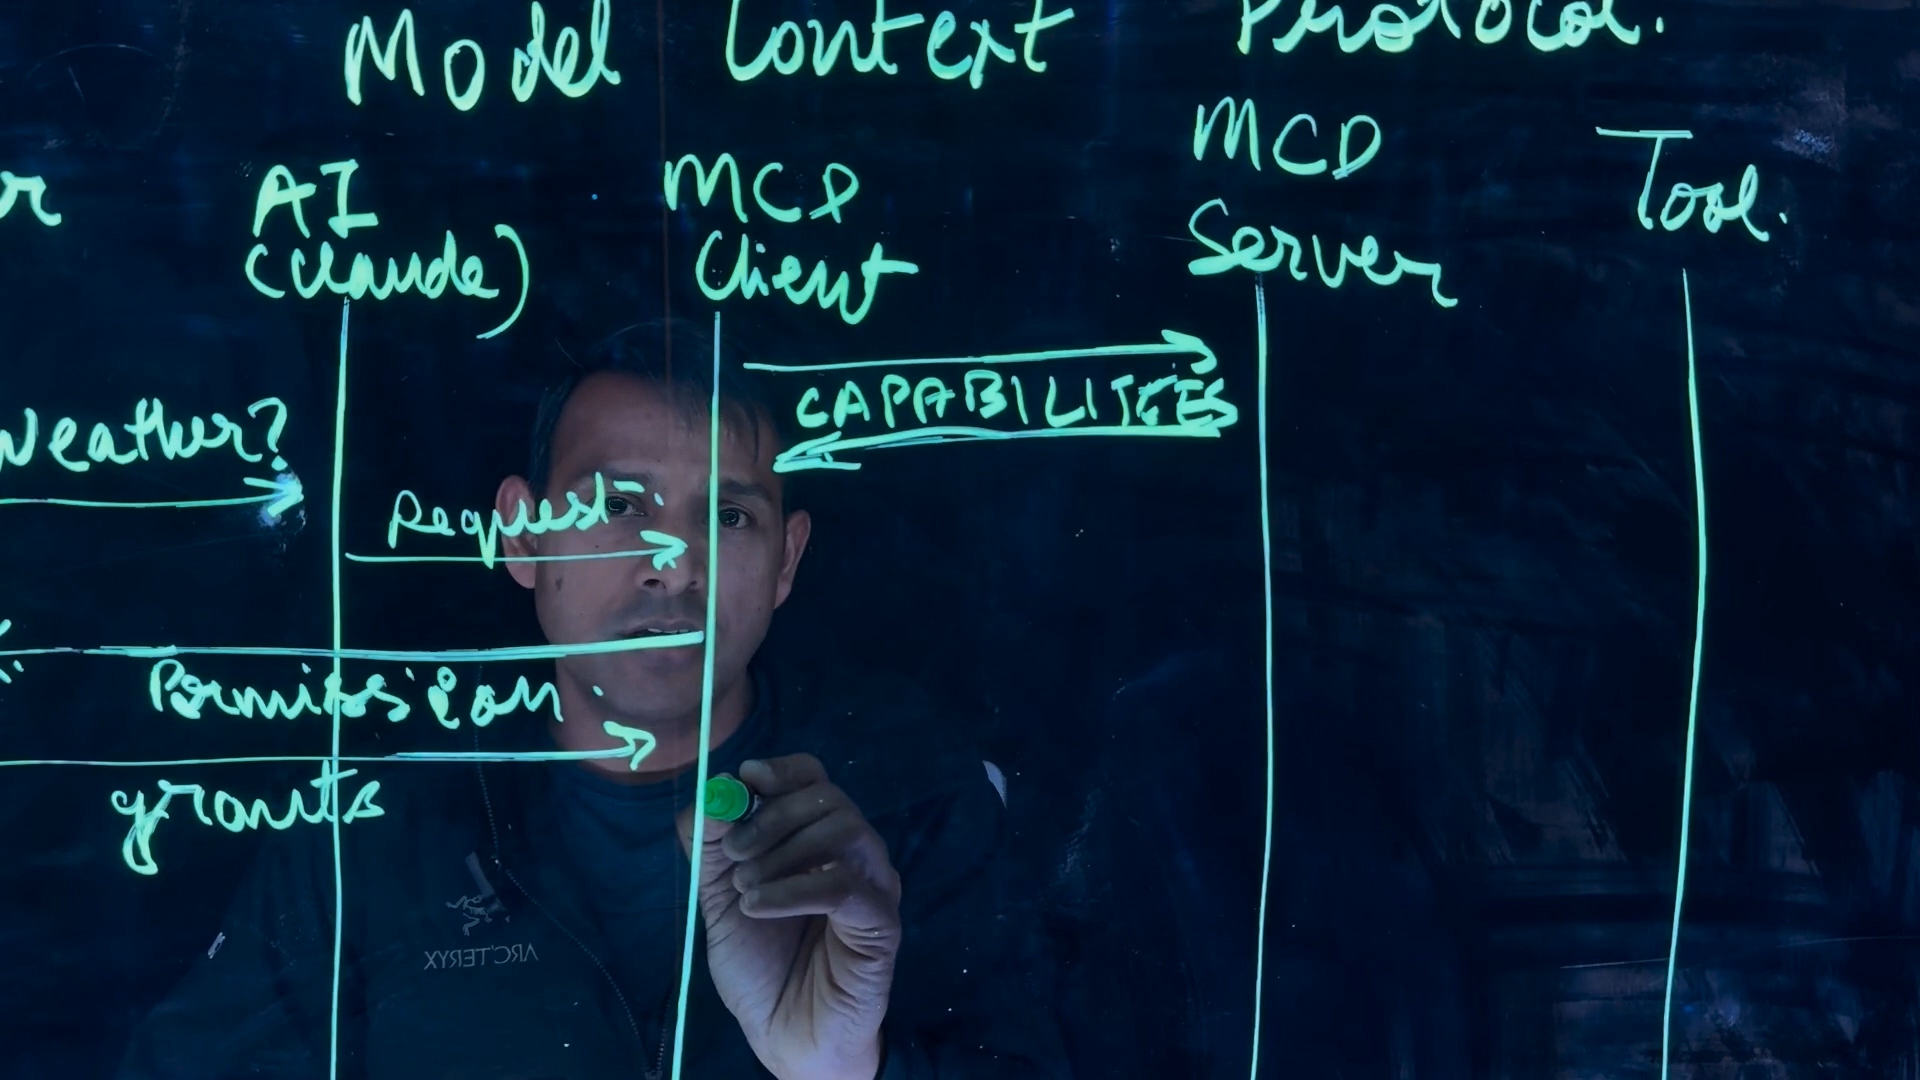 Model Context Protocol.
AI
(Claude)
MCP
Client
MCP
Server
Tool.
CAPABILITIES
Weather?
Request.
Permission.
grants
ARC'TERYX